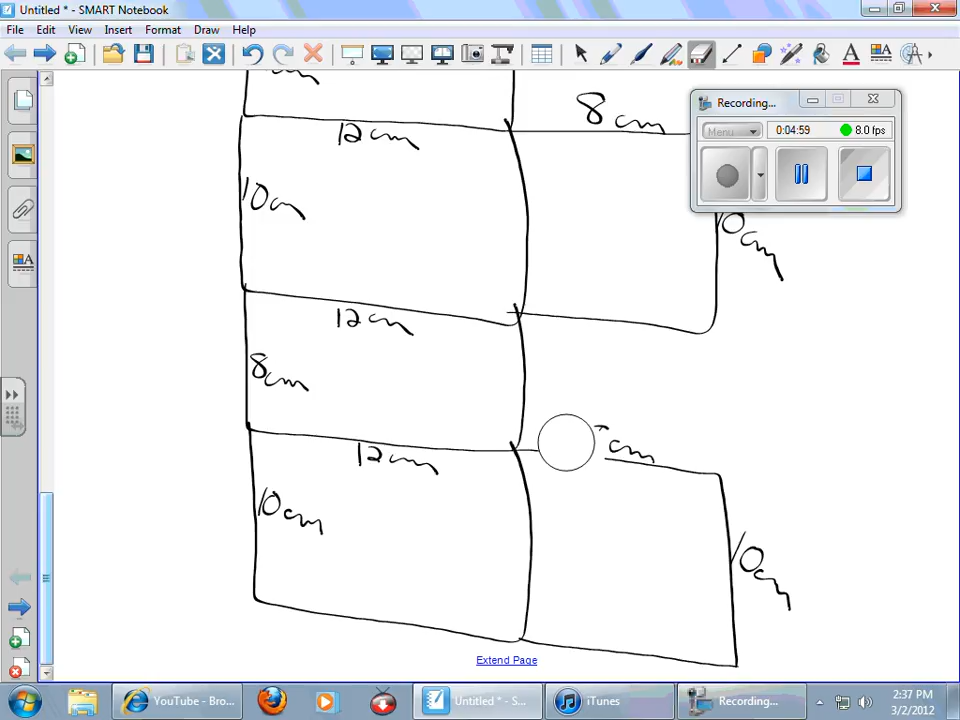 Untitled * - SMART Notebook
File Edit View Insert Format Draw Help
Recording...
Menu
0:04:59
8.0 fps
8 cm
12 cm
10 cm
0 cm
12 cm
8 cm
cm
12 cm
10 cm
10 cm
Extend Page
YouTube - Bro...
Untitled * - S...
iTunes
Recording...
2:37 PM
3/2/2012